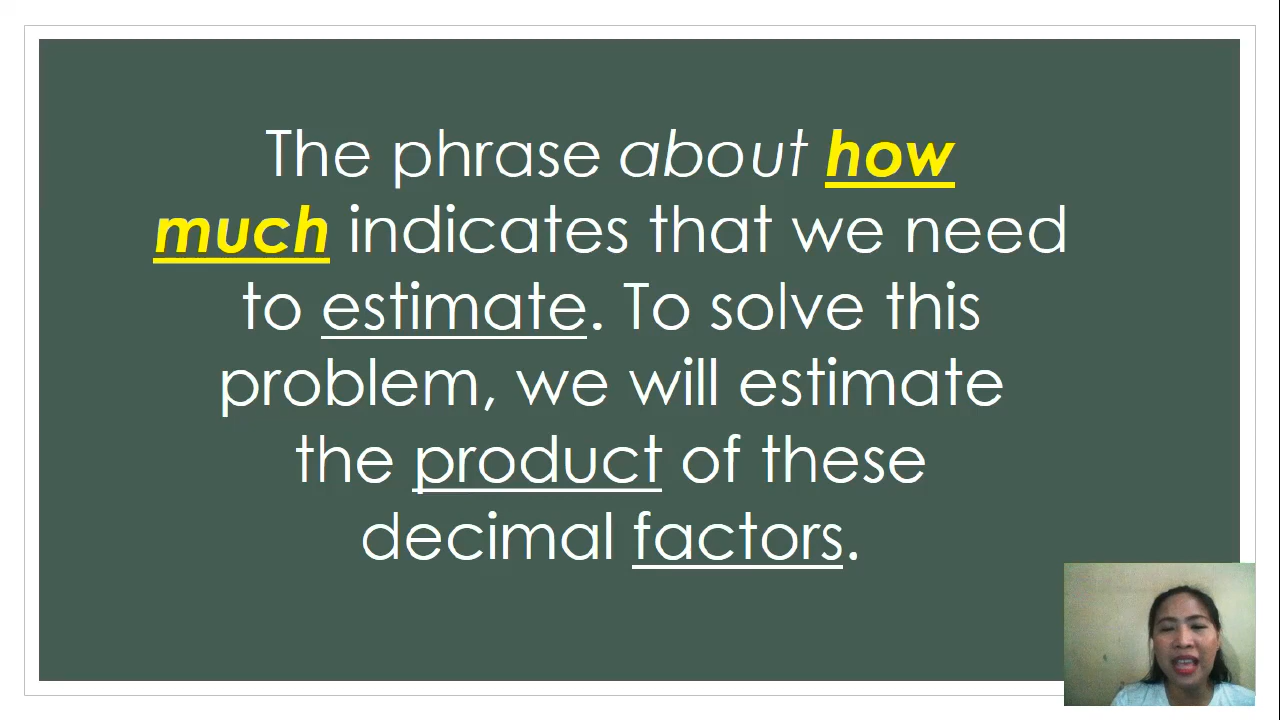 The phrase about how
much indicates that we need
to estimate. To solve this
problem, we will estimate
the product of these
decimal factors.